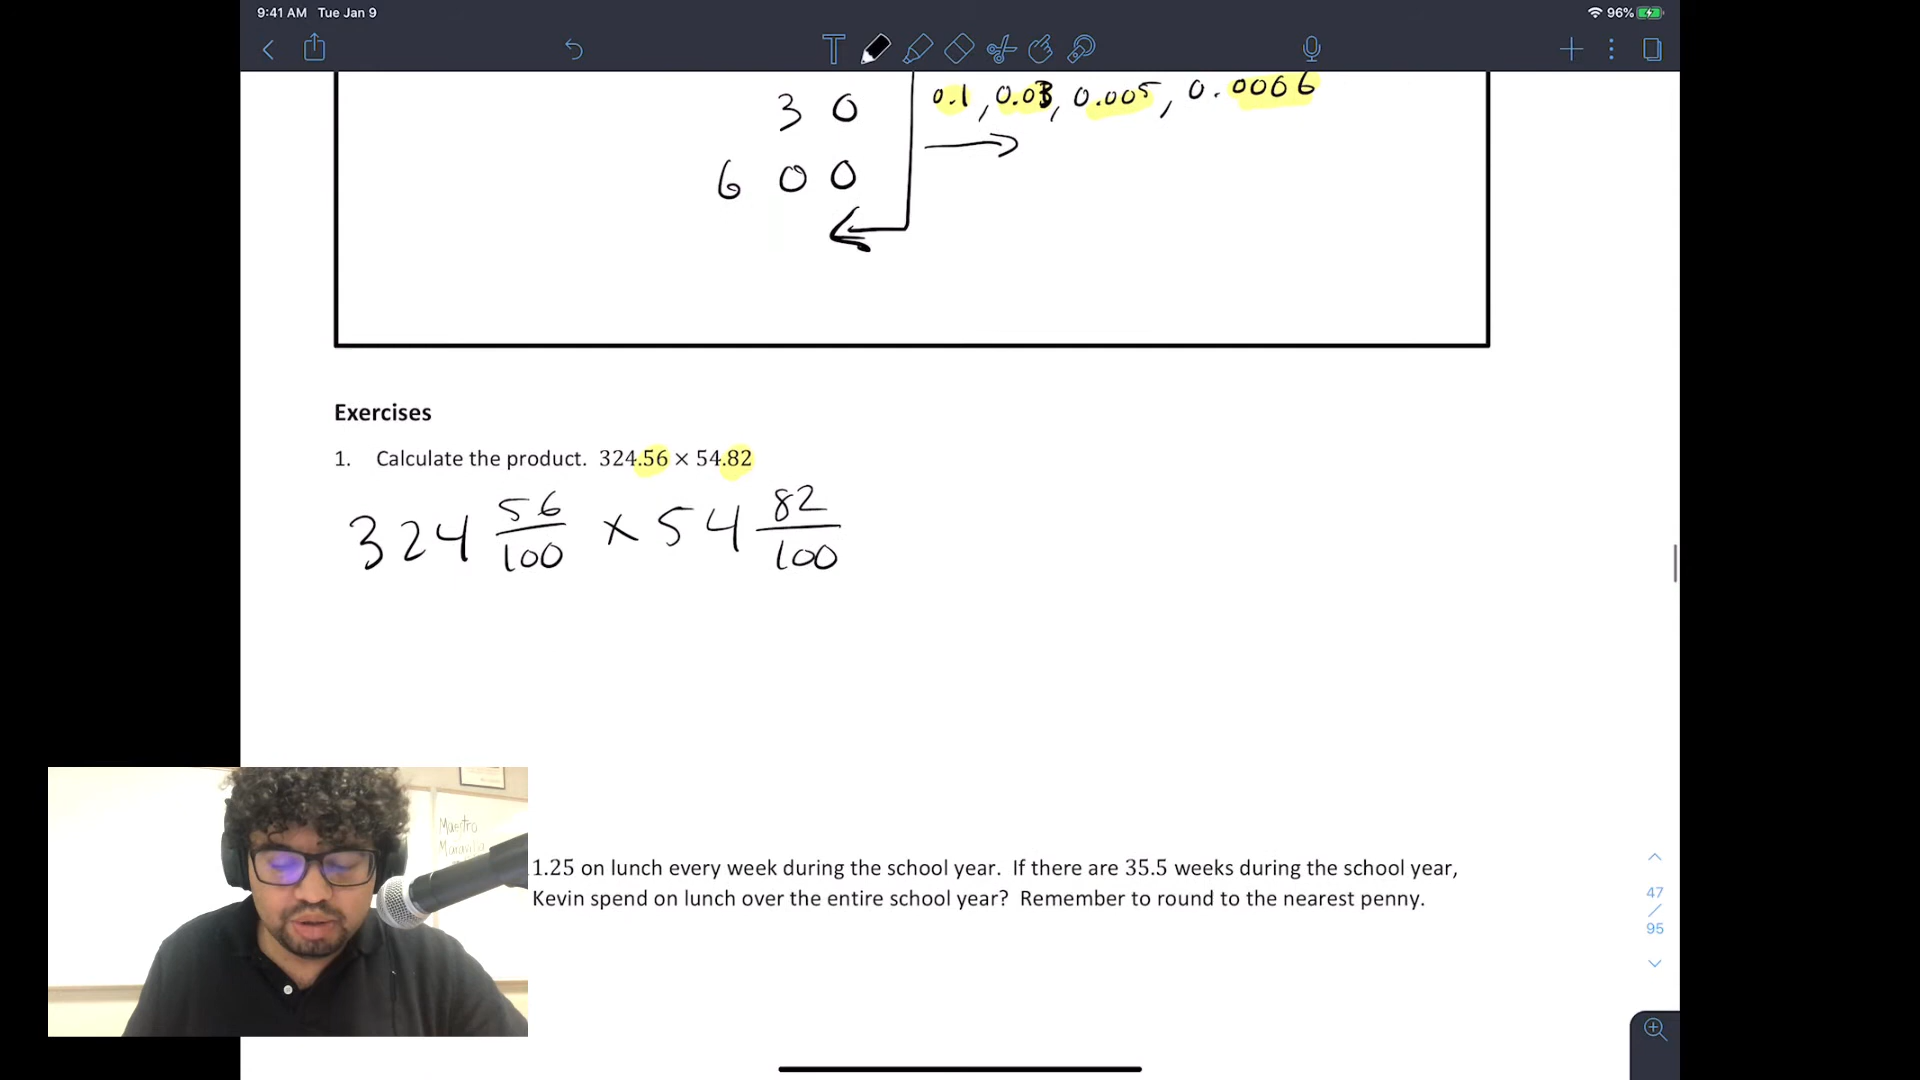 9:41 AM Tue Jan 9
96%
T
3 0
0.1, 0.03, 0.005, 0.0006
6 0 0
Exercises
1. Calculate the product. 324.56 × 54.82
324 56/100 x 54 82/100
Maestro
1.25 on lunch every week during the school year. If there are 35.5 weeks during the school year,
Kevin spend on lunch over the entire school year? Remember to round to the nearest penny.
47
/
95